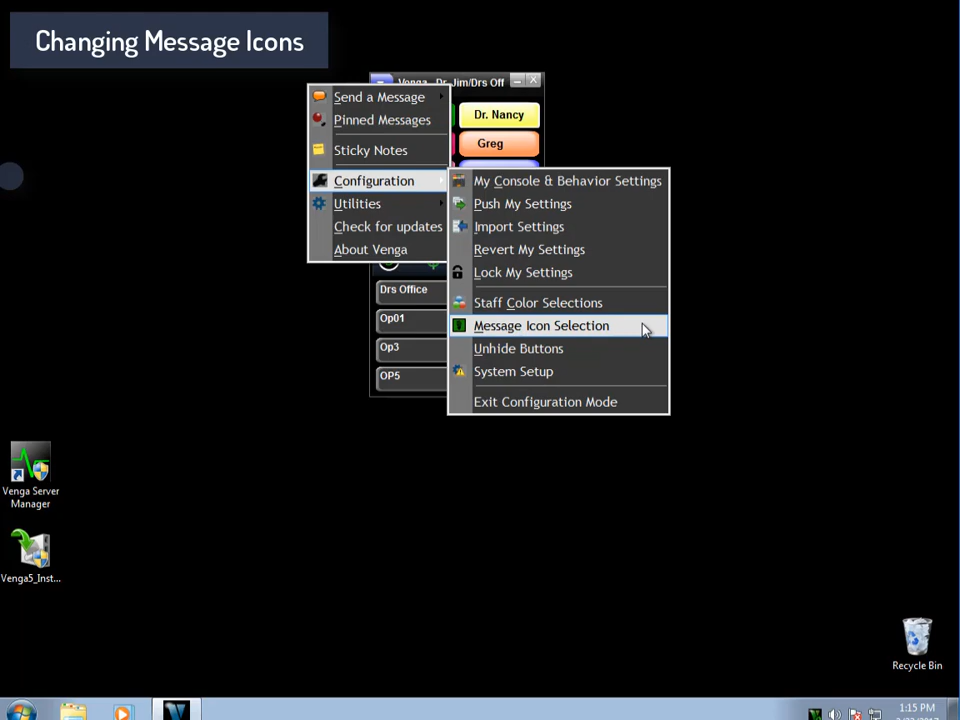 Changing Message Icons
Venga Dr. Jim/Drs Off
Send a Message
Pinned Messages
Sticky Notes
Configuration
Utilities
Check for updates
About Venga
Dr. Nancy
Greg
My Console & Behavior Settings
Push My Settings
Import Settings
Revert My Settings
Lock My Settings
Staff Color Selections
Message Icon Selection
Unhide Buttons
System Setup
Exit Configuration Mode
Drs Office
Op01
Op3
OP5
Venga Server
Manager
Venga5_Inst...
Recycle Bin
1:15 PM